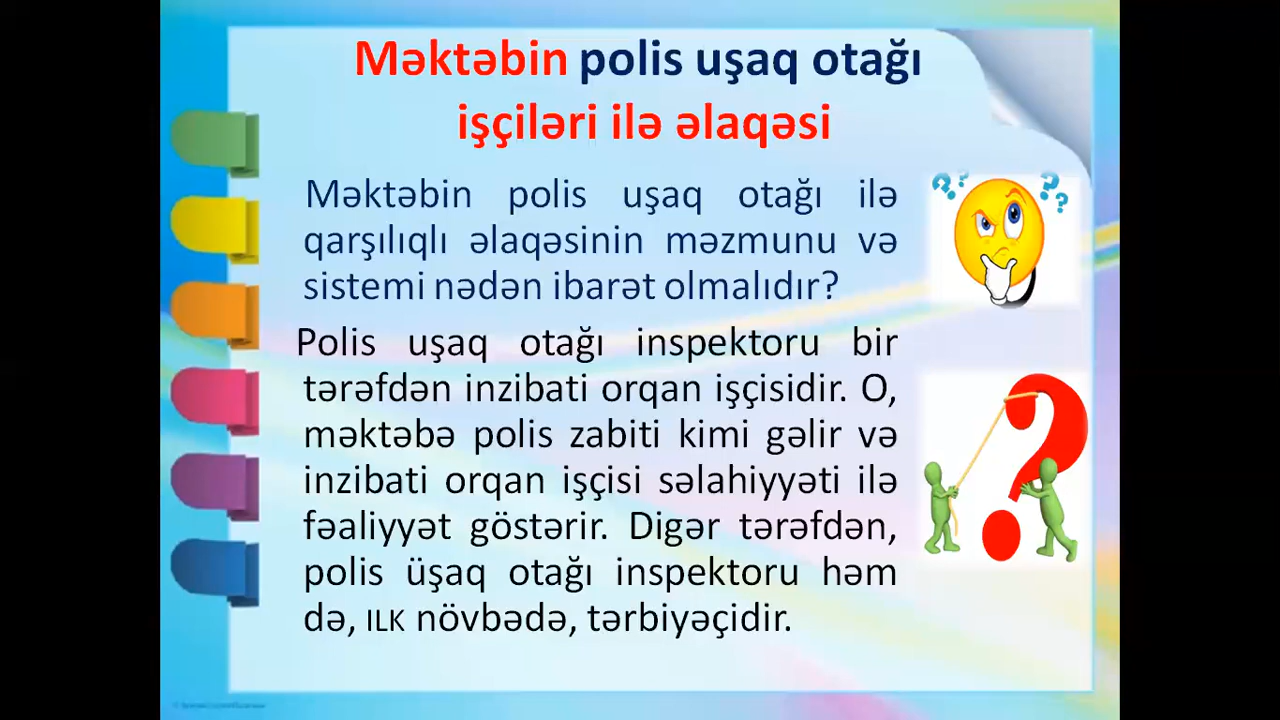 Məktəbin polis uşaq otağı
işçiləri ilə əlaqəsi
Məktəbin polis uşaq otağı ilə
qarşılıqlı əlaqəsinin məzmunu və
sistemi nədən ibarət olmalıdır?
Polis uşaq otağı inspektoru bir
tərəfdən inzibati orqan işçisidir. O,
məktəbə polis zabiti kimi gəlir və
inzibati orqan işçisi səlahiyyəti ilə
fəaliyyət göstərir. Digər tərəfdən,
polis üşaq otağı inspektoru həm
də, ILK növbədə, tərbiyəçidir.